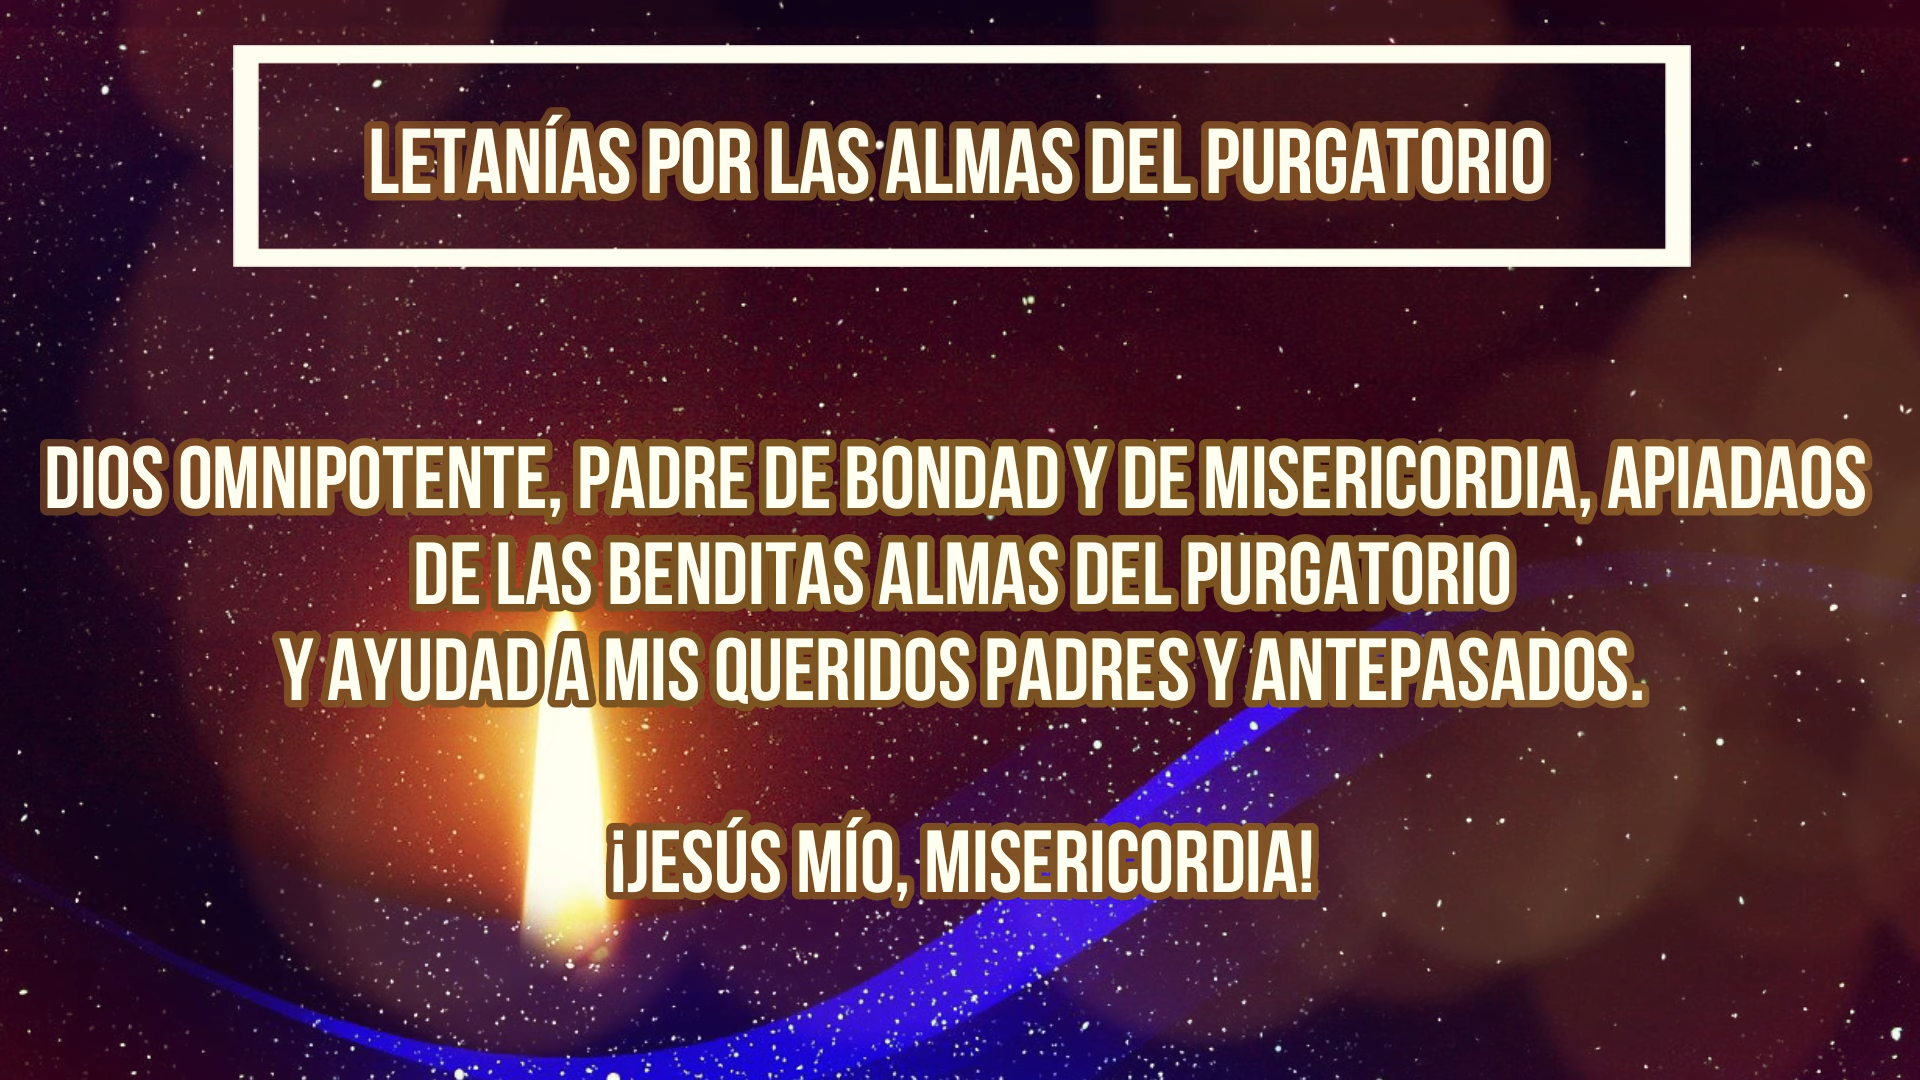 LETANÍAS POR LAS ALMAS DEL PURGATORIO
DIOS OMNIPOTENTE, PADRE DE BONDAD Y DE MISERICORDIA, APIADAOS
DE LAS BENDITAS ALMAS DEL PURGATORIO
Y AYUDAD A MIS QUERIDOS PADRES Y ANTEPASADOS.
¡JESÚS MÍO, MISERICORDIA!